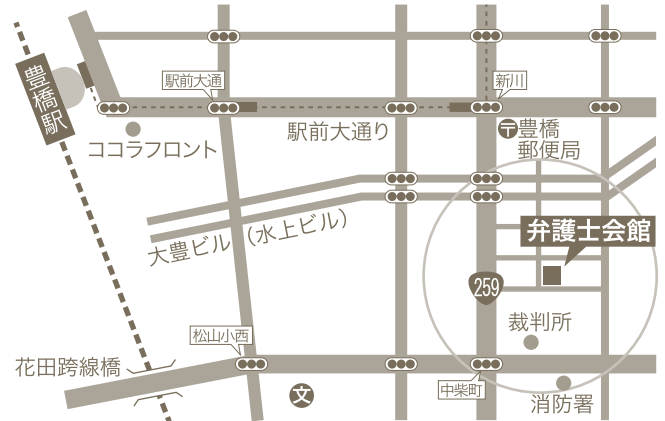 豊橋駅
駅前大通
新川
駅前大通り
ココラフロント
〒豊橋
郵便局
大豊ビル（水上ビル）
弁護士会館
259
裁判所
松山小西
花田跨線橋
中柴町
文
消防署